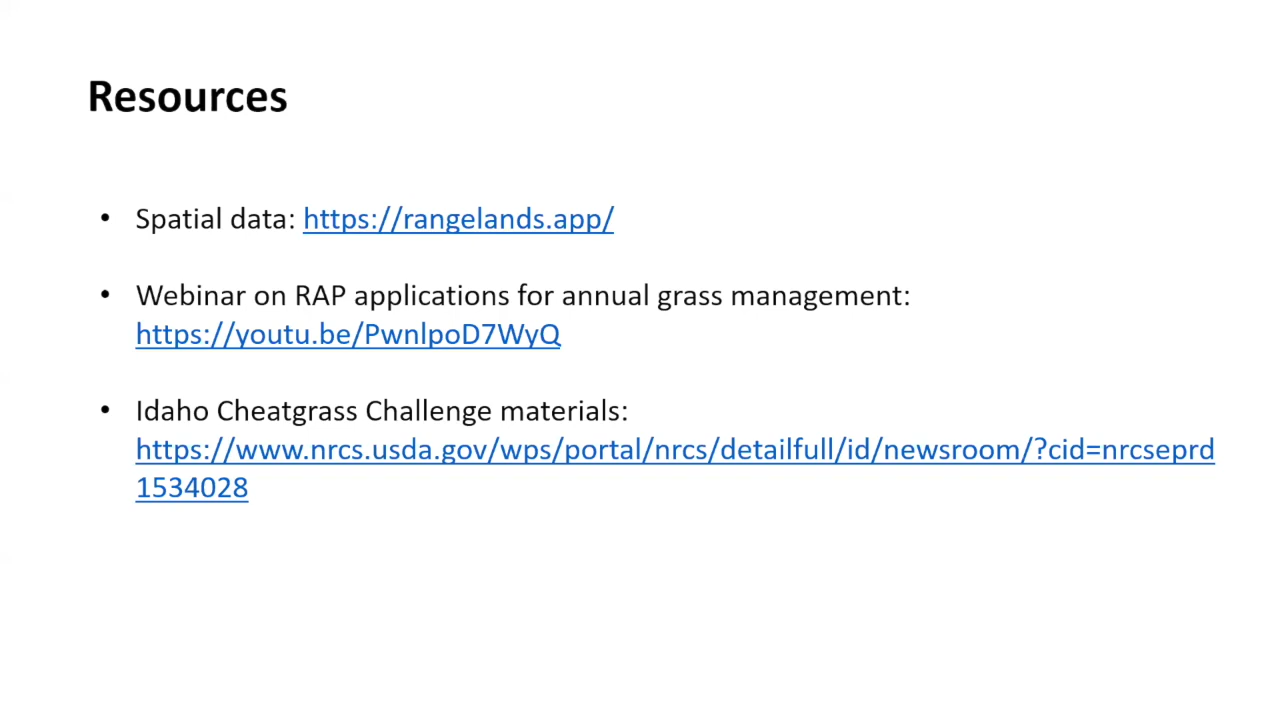 Resources
• Spatial data: https://rangelands.app/
• Webinar on RAP applications for annual grass management:
https://youtu.be/PwnlpoD7WyQ
• Idaho Cheatgrass Challenge materials:
https://www.nrcs.usda.gov/wps/portal/nrcs/detailfull/id/newsroom/?cid=nrcseprd
1534028